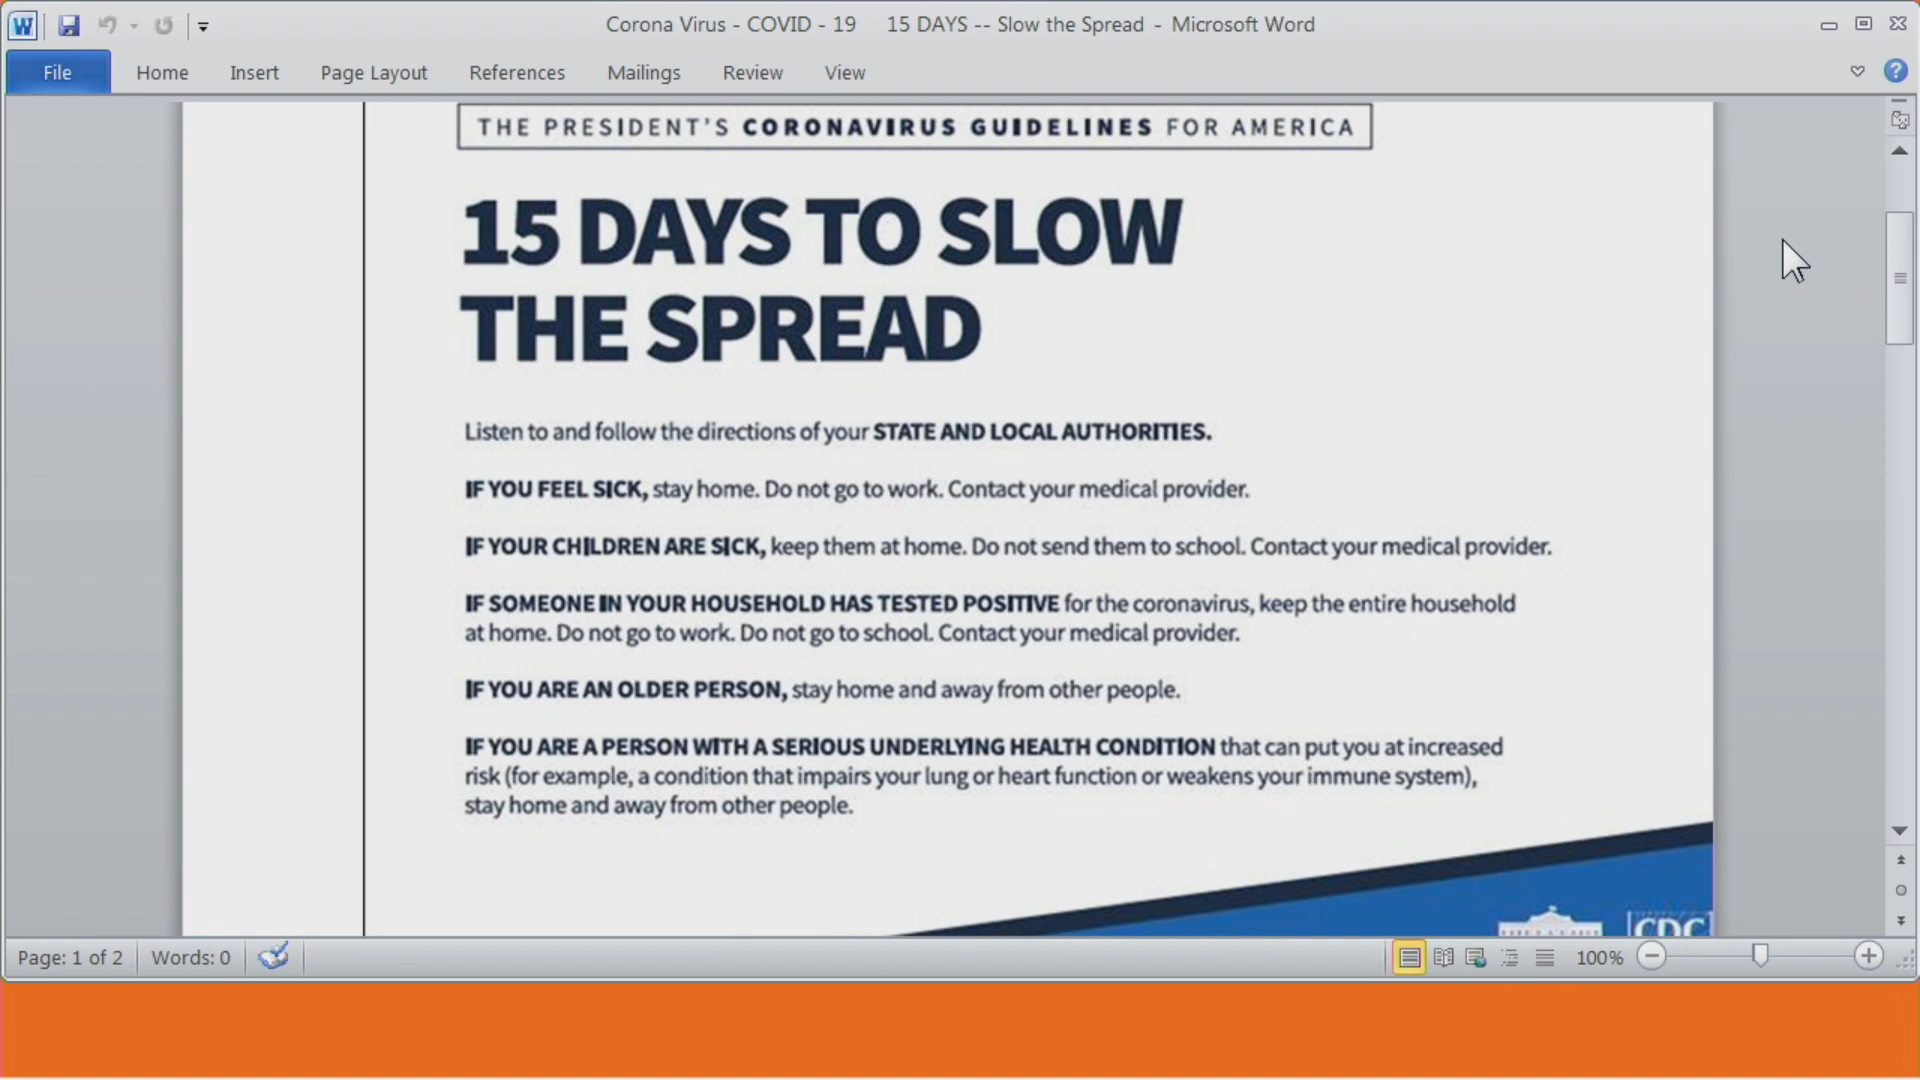 Corona Virus - COVID - 19 15 DAYS -- Slow the Spread - Microsoft Word
File Home Insert Page Layout References Mailings Review View
THE PRESIDENT'S CORONAVIRUS GUIDELINES FOR AMERICA
15 DAYS TO SLOW
THE SPREAD
Listen to and follow the directions of your STATE AND LOCAL AUTHORITIES.
IF YOU FEEL SICK, stay home. Do not go to work. Contact your medical provider.
IF YOUR CHILDREN ARE SICK, keep them at home. Do not send them to school. Contact your medical provider.
IF SOMEONE IN YOUR HOUSEHOLD HAS TESTED POSITIVE for the coronavirus, keep the entire household
at home. Do not go to work. Do not go to school. Contact your medical provider.
IF YOU ARE AN OLDER PERSON, stay home and away from other people.
IF YOU ARE A PERSON WITH A SERIOUS UNDERLYING HEALTH CONDITION that can put you at increased
risk (for example, a condition that impairs your lung or heart function or weakens your immune system),
stay home and away from other people.
CDC
Page: 1 of 2 Words: 0 100%